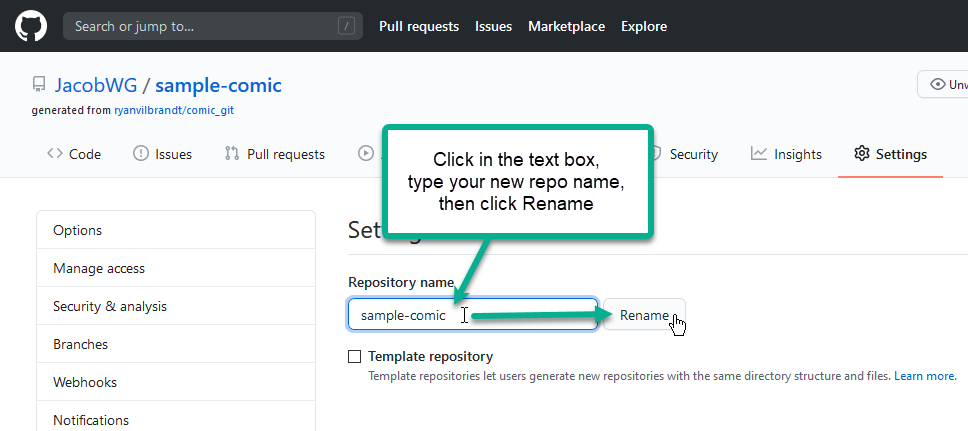 Search or jump to... / Pull requests Issues Marketplace Explore
JacobWG / sample-comic
generated from ryanvilbrandt/comic_git
Code Issues Pull requests Security Insights Settings
Click in the text box,
type your new repo name,
then click Rename
Options
Manage access
Security & analysis
Branches
Webhooks
Notifications
Repository name
sample-comic Rename
Template repository
Template repositories let users generate new repositories with the same directory structure and files. Learn more.